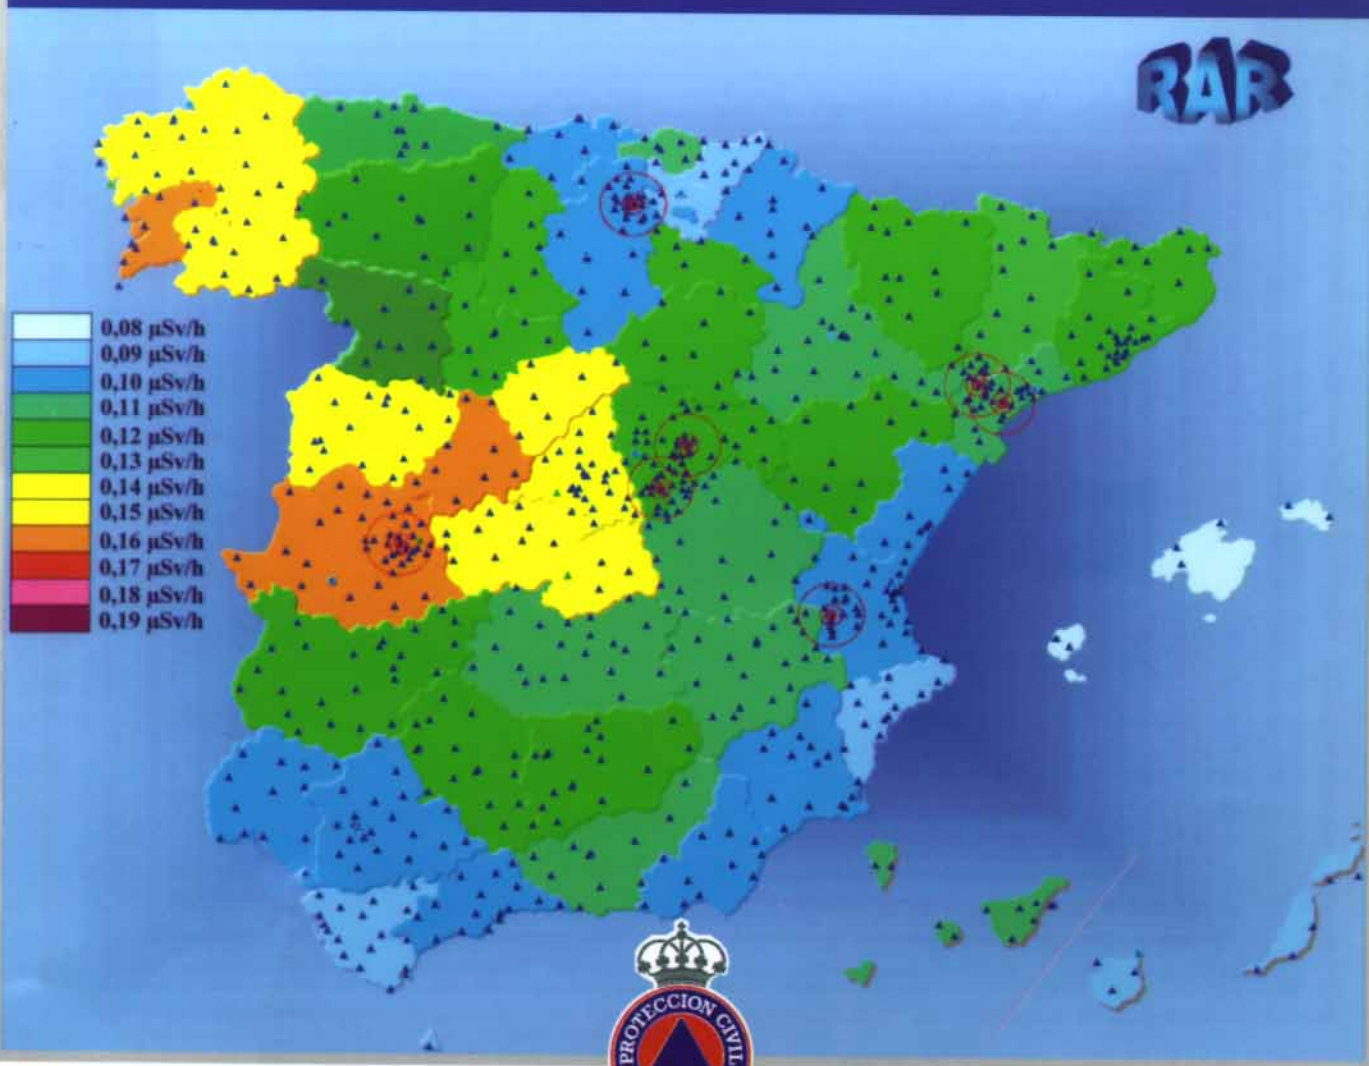 RAR
0,08 µSv/h
0,09 µSv/h
0,10 µSv/h
0,11 µSv/h
0,12 µSv/h
0,13 µSv/h
0,14 µSv/h
0,15 µSv/h
0,16 µSv/h
0,17 µSv/h
0,18 µSv/h
0,19 µSv/h
PROTECCION CIVIL